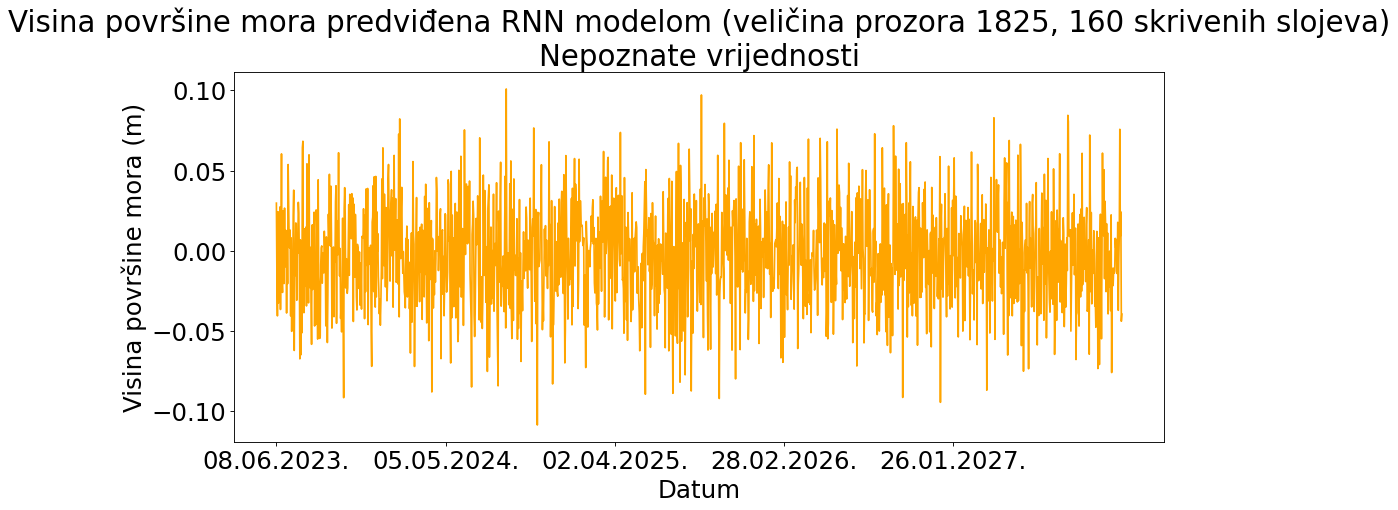 Visina površine mora predviđena RNN modelom (veličina prozora 1825, 160 skrivenih slojeva)
Nepoznate vrijednosti
Visina površine mora (m)
0.10
0.05
0.00
−0.05
−0.10
08.06.2023. 05.05.2024. 02.04.2025. 28.02.2026. 26.01.2027.
Datum